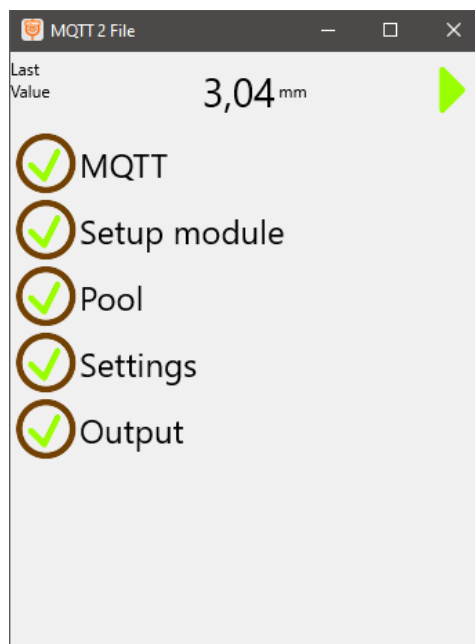 MQTT 2 File
Last
Value
3,04 mm
MQTT
Setup module
Pool
Settings
Output